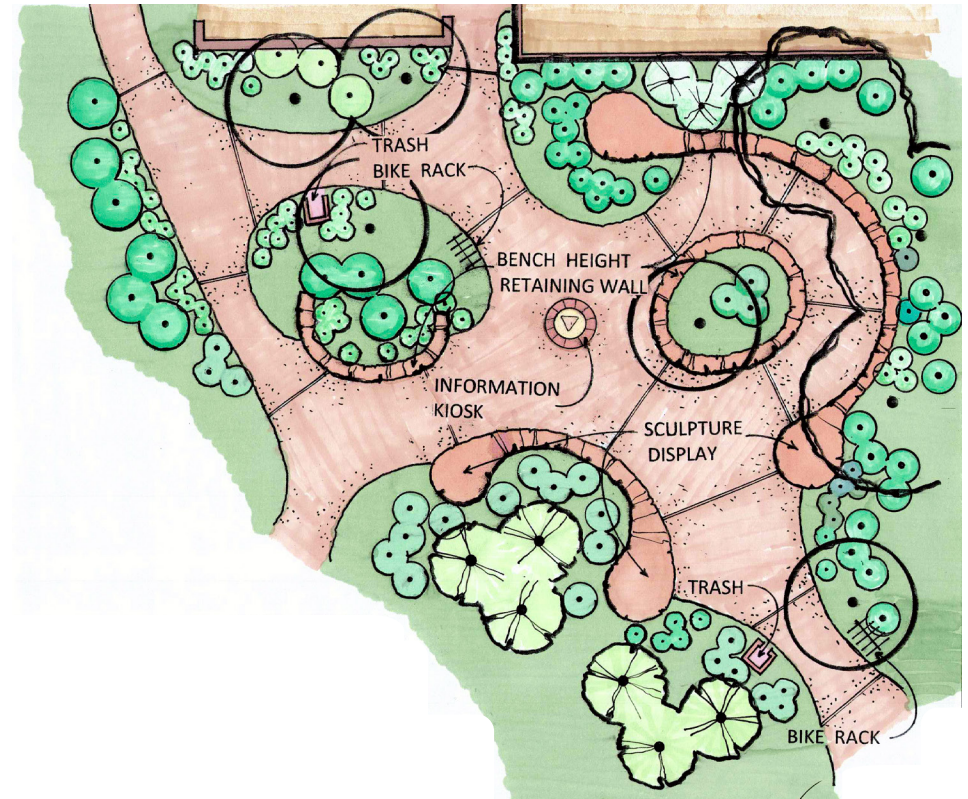 TRASH
BIKE RACK
BENCH HEIGHT
RETAINING WALL
INFORMATION
KIOSK
SCULPTURE
DISPLAY
TRASH
BIKE RACK